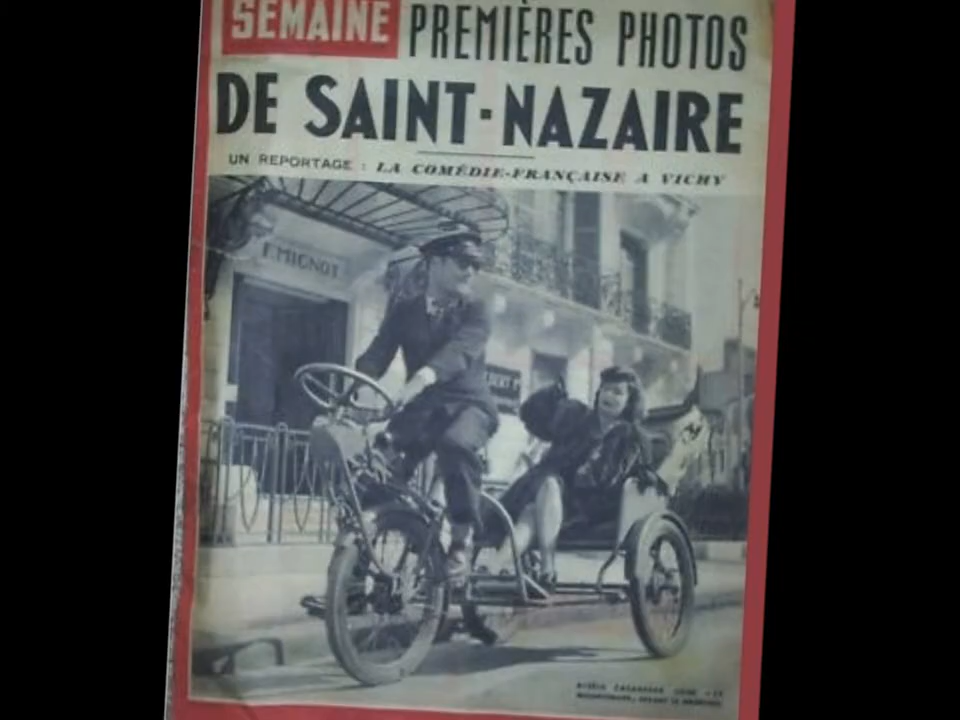 SEMAINE PREMIÈRES PHOTOS
DE SAINT-NAZAIRE
UN REPORTAGE : LA COMÉDIE-FRANÇAISE A VICHY
F. MIGNOT